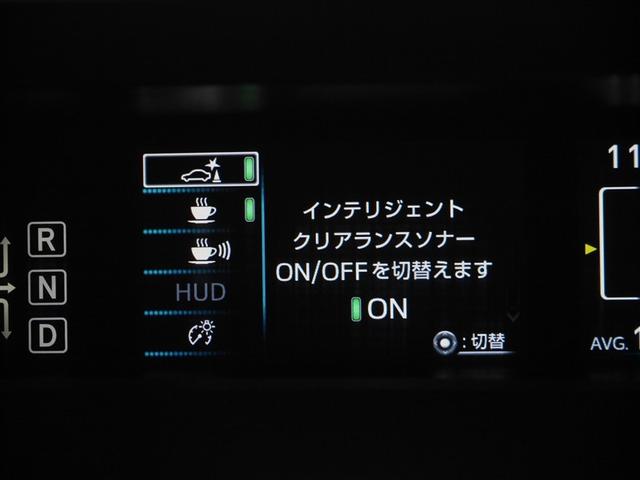 R
N
D
HUD
インテリジェント
クリアランスソナー
ON/OFFを切替えます
ON
:切替
11
AVG. 1